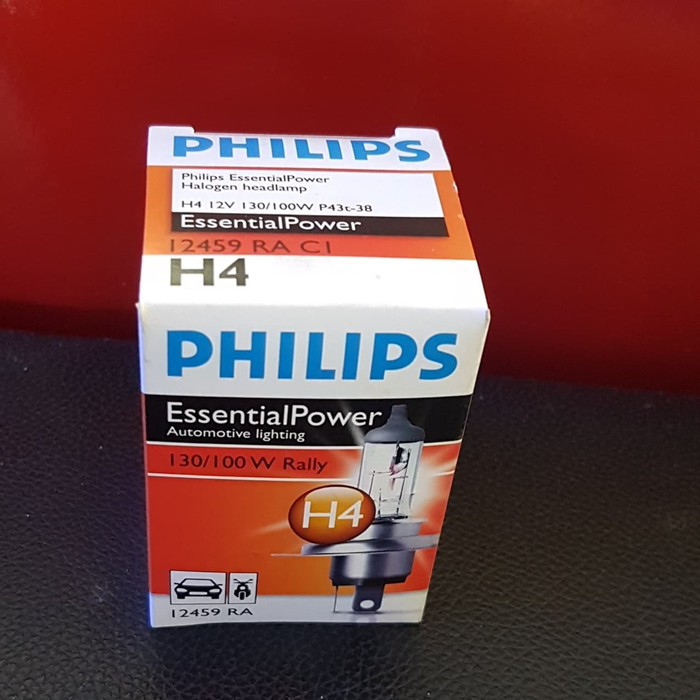 PHILIPS
Philips EssentialPower
Halogen headlamp
H4 12V 130/100W P43t-38
EssentialPower
12459 RA C1
H4
PHILIPS
EssentialPower
Automotive lighting
130/100 W Rally
H4
12459 RA